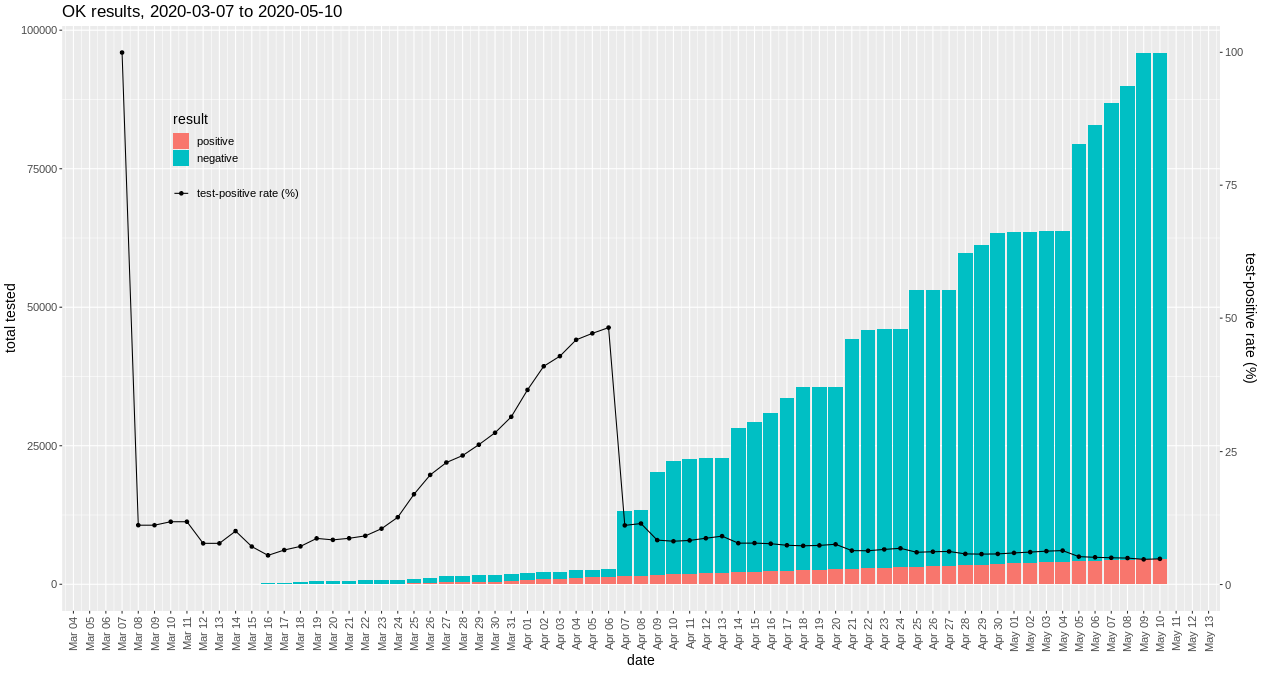 OK results, 2020-03-07 to 2020-05-10
100000
75000
50000
25000
0
total tested
result
positive
negative
test-positive rate (%)
100
75
50
25
0
test-positive rate (%)
Mar 04
Mar 05
Mar 06
Mar 07
Mar 08
Mar 09
Mar 10
Mar 11
Mar 12
Mar 13
Mar 14
Mar 15
Mar 16
Mar 17
Mar 18
Mar 19
Mar 20
Mar 21
Mar 22
Mar 23
Mar 24
Mar 25
Mar 26
Mar 27
Mar 28
Mar 29
Mar 30
Mar 31
Apr 01
Apr 02
Apr 03
Apr 04
Apr 05
Apr 06
Apr 07
Apr 08
Apr 09
Apr 10
Apr 11
Apr 12
Apr 13
Apr 14
Apr 15
Apr 16
Apr 17
Apr 18
Apr 19
Apr 20
Apr 21
Apr 22
Apr 23
Apr 24
Apr 25
Apr 26
Apr 27
Apr 28
Apr 29
Apr 30
May 01
May 02
May 03
May 04
May 05
May 06
May 07
May 08
May 09
May 10
May 11
May 12
May 13
date